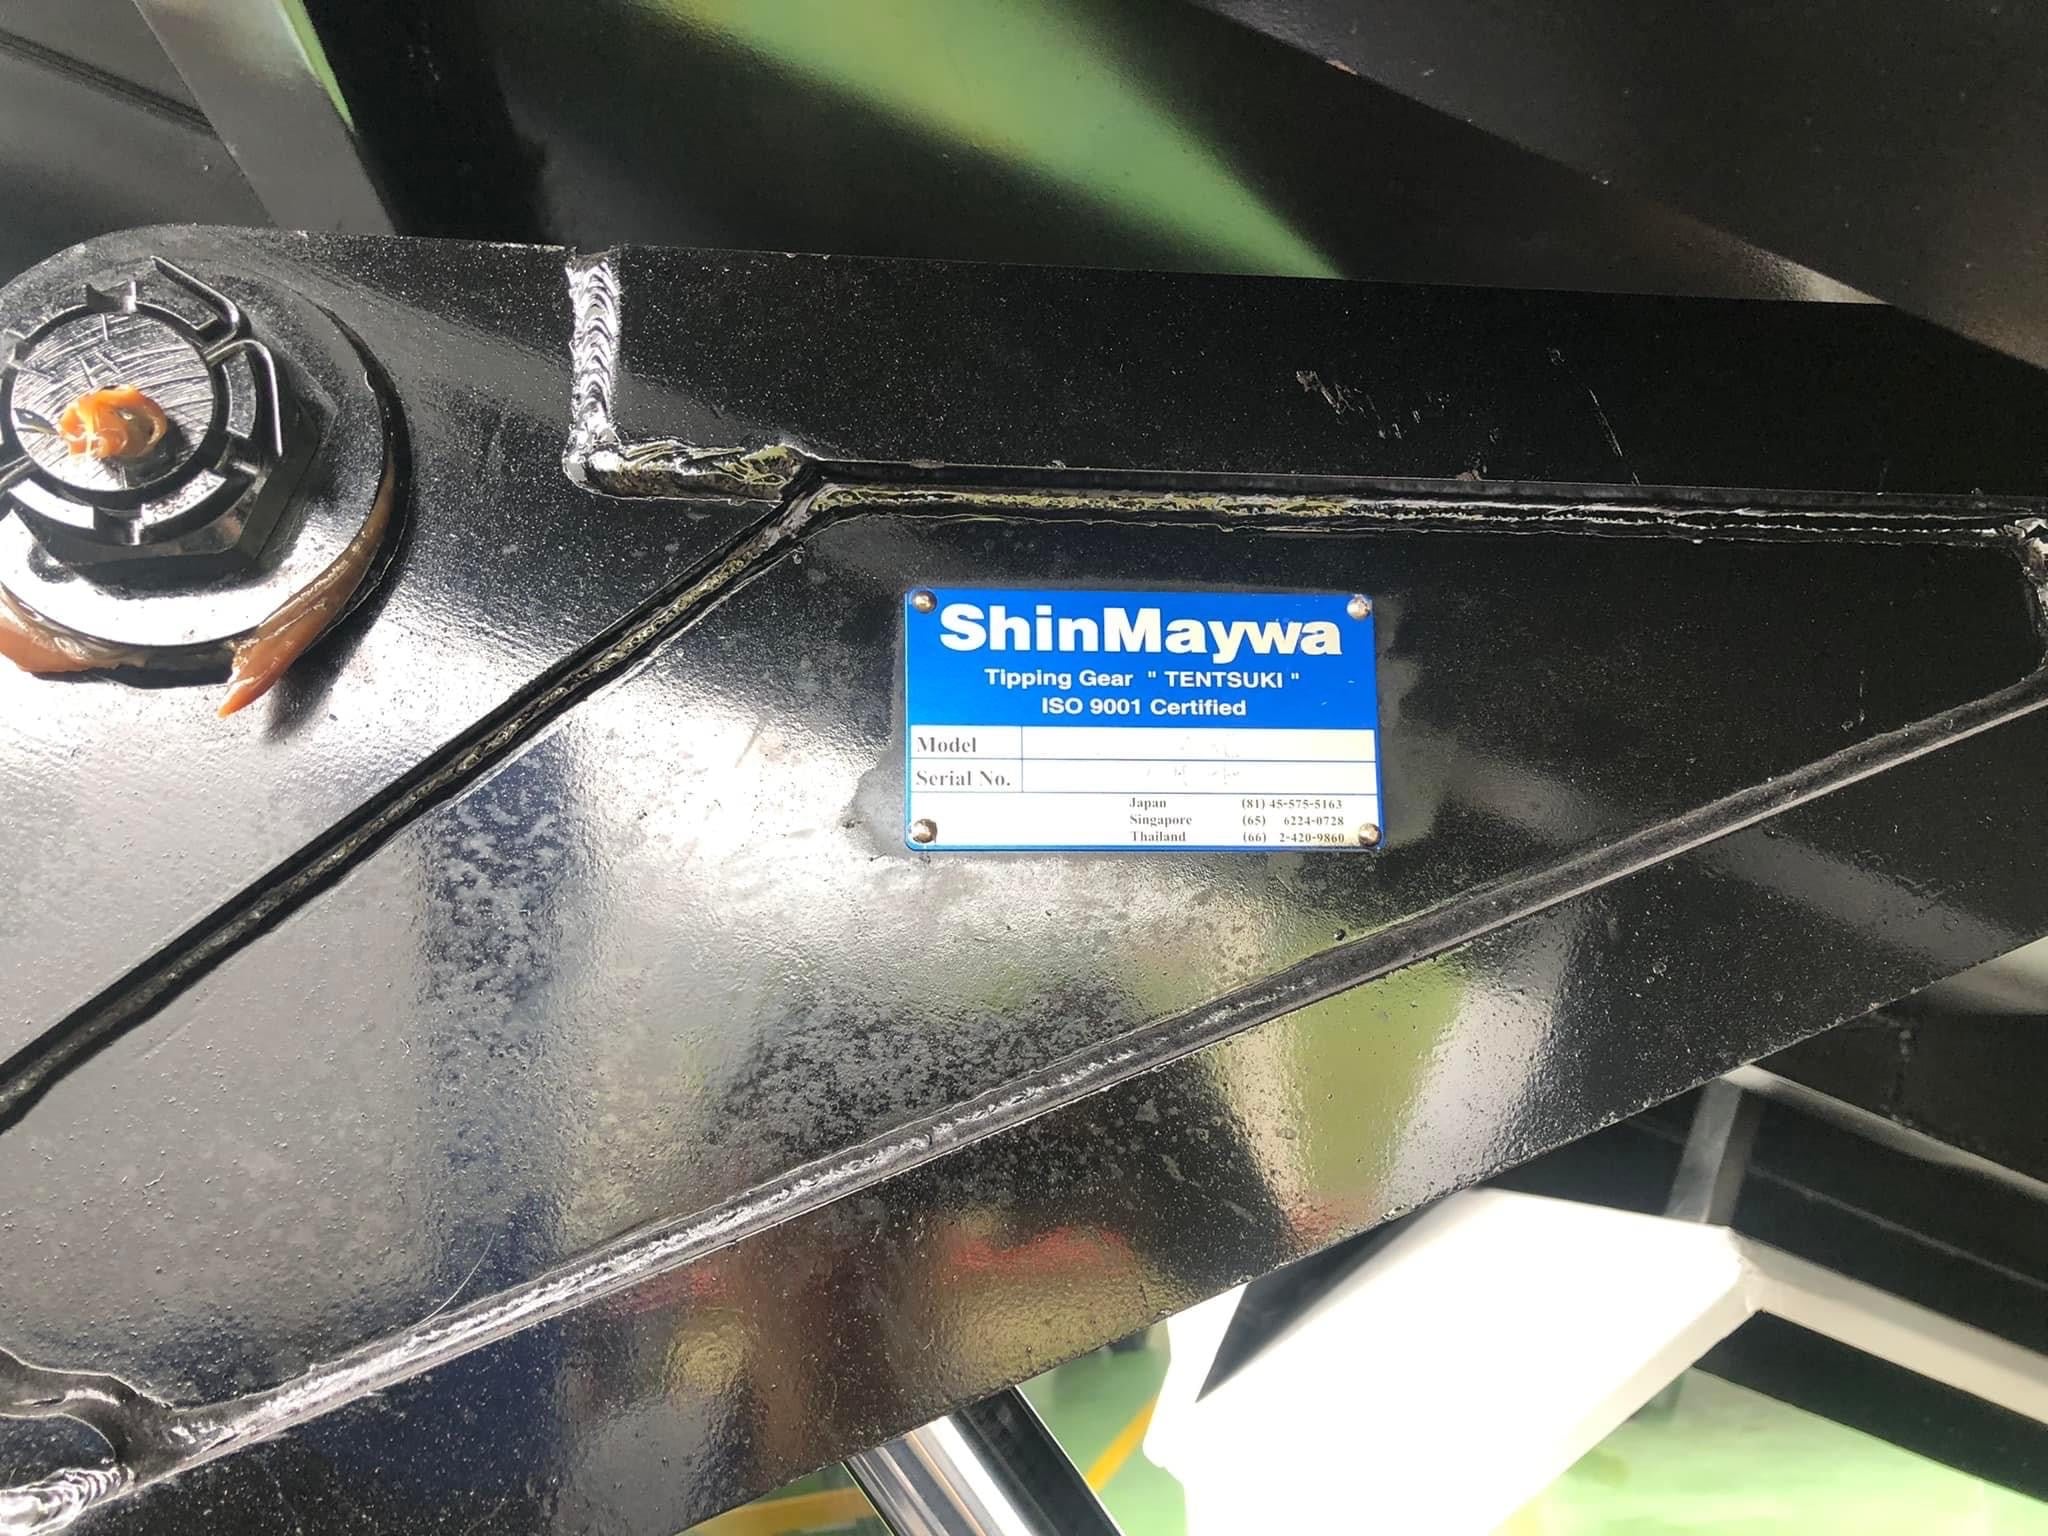 ShinMaywa
Tipping Gear " TENTSUKI "
ISO 9001 Certified
Model
Serial No.
Japan (81) 45-575-5163
Singapore (65) 6224-0728
Thailand (66) 2-420-9860